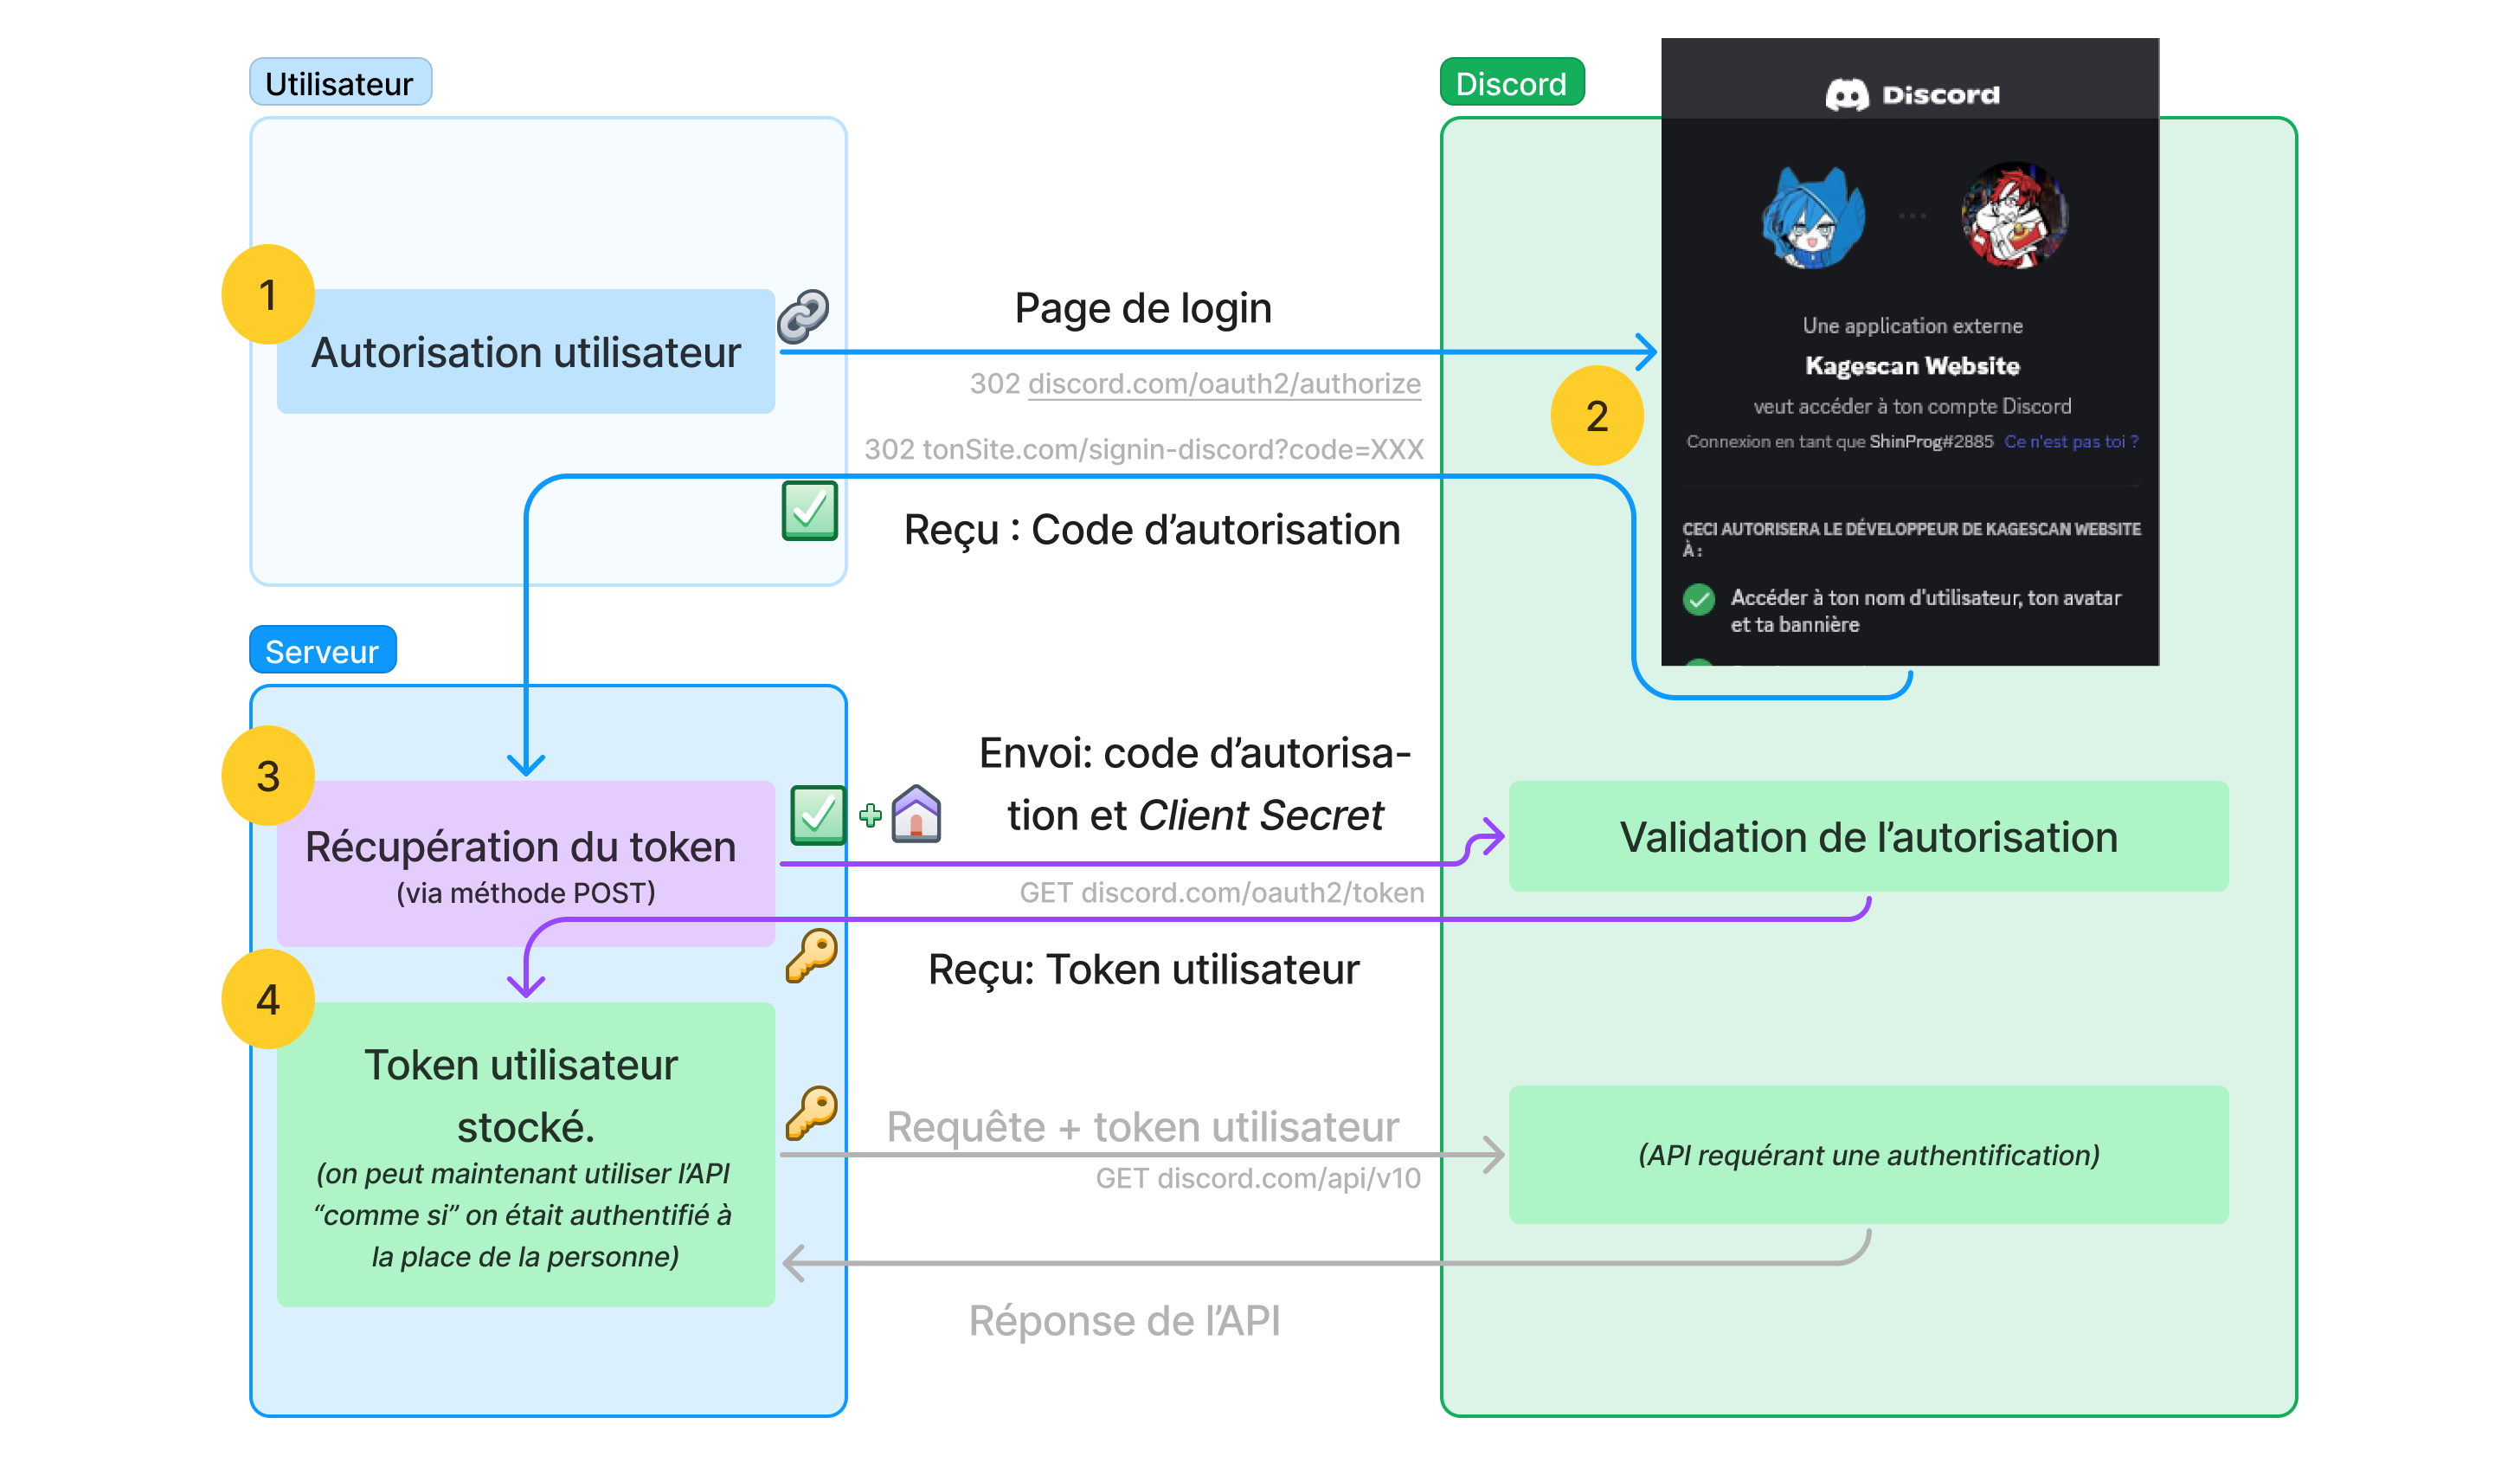 Utilisateur
Discord
Discord
1
Autorisation utilisateur
Page de login
302 discord.com/oauth2/authorize
2
Une application externe
Kagescan Website
veut accéder à ton compte Discord
Connexion en tant que ShinProg#2885 Ce n'est pas toi ?
CECI AUTORISERA LE DÉVELOPPEUR DE KAGESCAN WEBSITE
À :
Accéder à ton nom d'utilisateur, ton avatar
et ta bannière
302 tonSite.com/signin-discord?code=XXX
Reçu : Code d’autorisation
Serveur
3
Récupération du token
(via méthode POST)
Envoi: code d’autorisa-
tion et Client Secret
GET discord.com/oauth2/token
Validation de l’autorisation
Reçu: Token utilisateur
4
Token utilisateur
stocké.
(on peut maintenant utiliser l’API
“comme si” on était authentifié à
la place de la personne)
Requête + token utilisateur
GET discord.com/api/v10
(API requérant une authentification)
Réponse de l’API